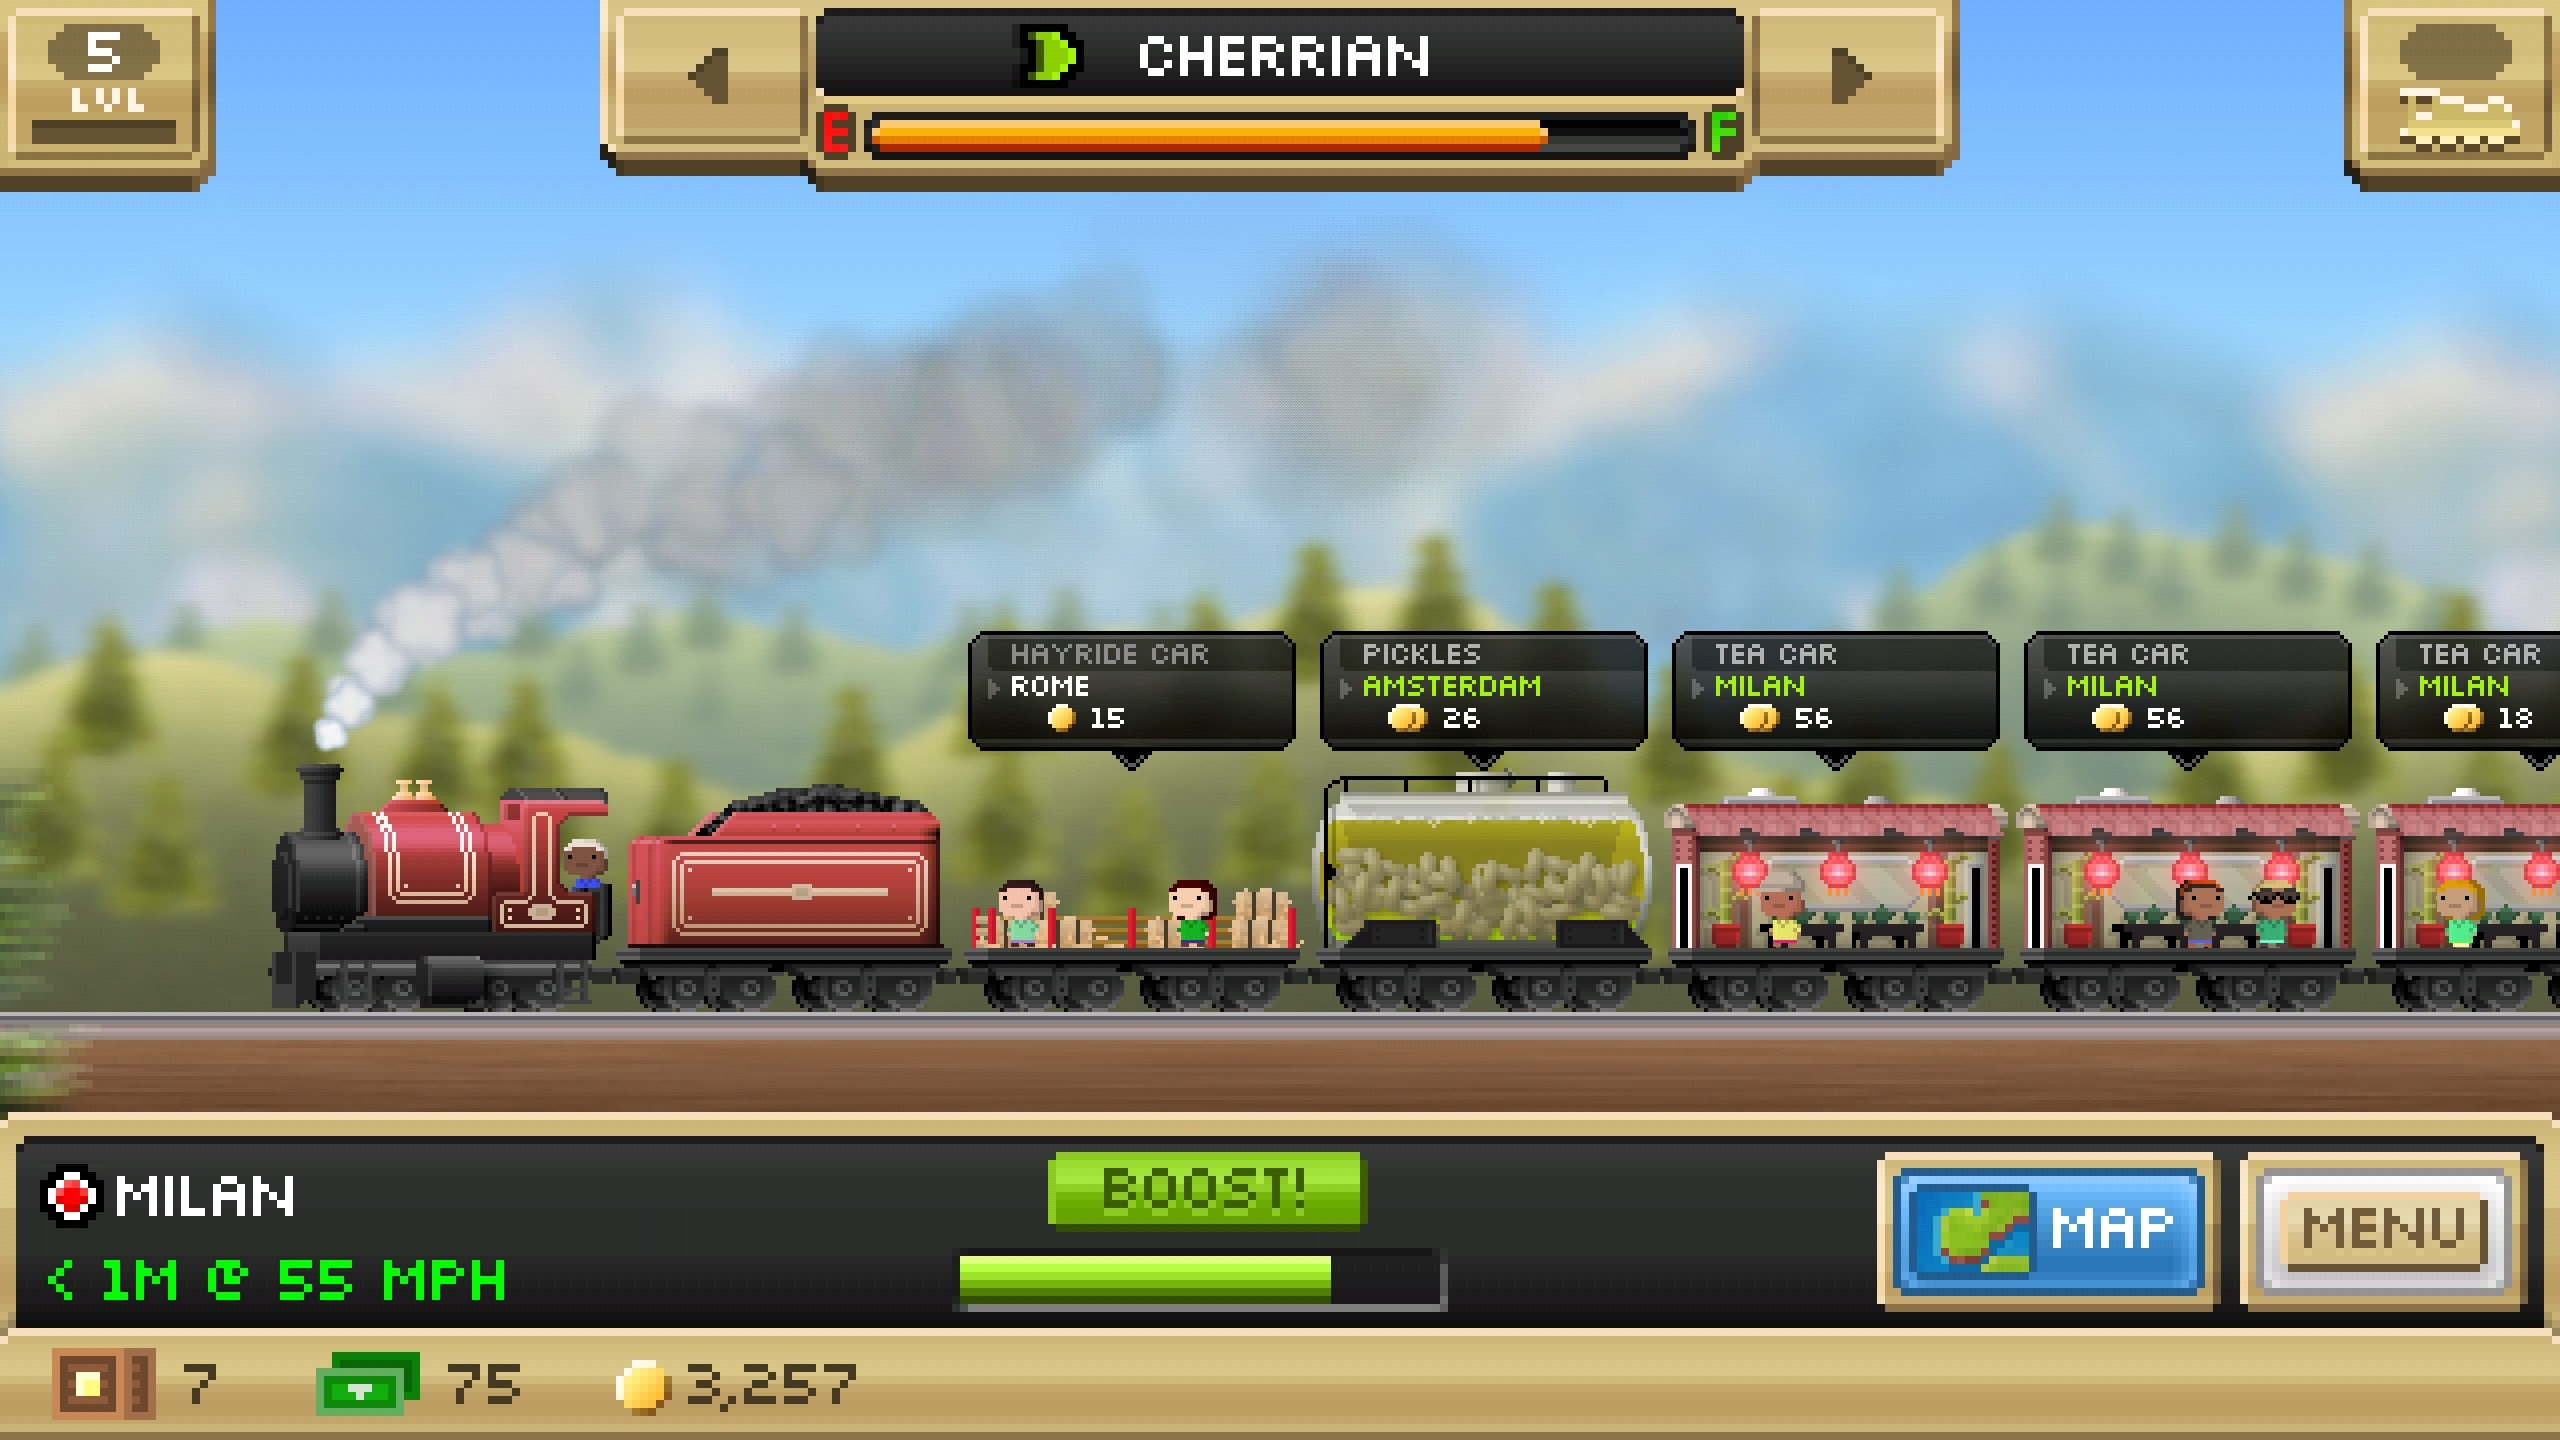 5
LVL
CHERRIAN
E F
HAYRIDE CAR
ROME
15
PICKLES
AMSTERDAM
26
TEA CAR
MILAN
56
TEA CAR
MILAN
56
TEA CAR
MILAN
18
MILAN
< 1M @ 55 MPH
BOOST!
MAP
MENU
7
75
3,257